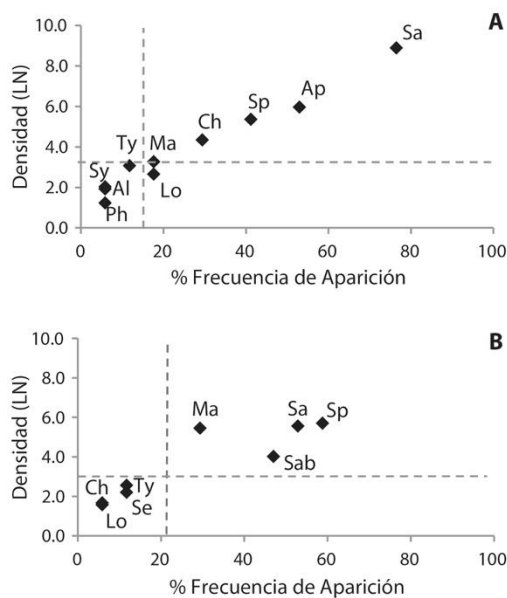 A
10.0
8.0
6.0
4.0
2.0
0.0
Densidad (LN)
Sa
Ap
Sp
Ch
Ty
Ma
Sy
Al
Lo
Ph
0 20 40 60 80 100
% Frecuencia de Aparición
B
10.0
8.0
6.0
4.0
2.0
0.0
Densidad (LN)
Ma
Sa
Sp
Sab
Ch
Ty
Se
Lo
0 20 40 60 80 100
% Frecuencia de Aparición